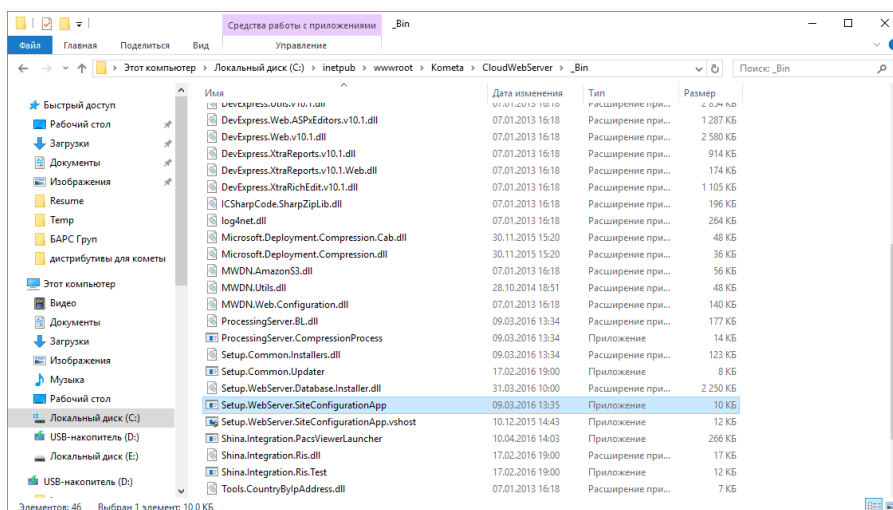 Средства работы с приложениями
_Bin
Файл Главная Поделиться Вид Управление
Этот компьютер > Локальный диск (C:) > inetpub > wwwroot > Kometa > CloudWebServer > _Bin
Поиск: _Bin
Быстрый доступ
Рабочий стол
Загрузки
Документы
Изображения
Resume
Temp
БАРС Груп
дистрибутивы для кометы
Этот компьютер
Видео
Документы
Загрузки
Изображения
Музыка
Рабочий стол
Локальный диск (C:)
USB-накопитель (D:)
Локальный диск (E:)
USB-накопитель (D:)
Имя Дата изменения Тип Размер
DevExpress.Utils.v10.1.dll 07.01.2013 16:18 Расширение при... 2 854 КБ
DevExpress.Web.ASPxEditors.v10.1.dll 07.01.2013 16:18 Расширение при... 1 287 КБ
DevExpress.Web.v10.1.dll 07.01.2013 16:18 Расширение при... 2 580 КБ
DevExpress.XtraReports.v10.1.dll 07.01.2013 16:18 Расширение при... 914 КБ
DevExpress.XtraReports.v10.1.Web.dll 07.01.2013 16:18 Расширение при... 174 КБ
DevExpress.XtraRichEdit.v10.1.dll 07.01.2013 16:18 Расширение при... 1 105 КБ
ICSharpCode.SharpZipLib.dll 07.01.2013 16:18 Расширение при... 196 КБ
log4net.dll 07.01.2013 16:18 Расширение при... 264 КБ
Microsoft.Deployment.Compression.Cab.dll 30.11.2015 15:20 Расширение при... 48 КБ
Microsoft.Deployment.Compression.dll 30.11.2015 15:20 Расширение при... 36 КБ
MWDN.AmazonS3.dll 07.01.2013 16:18 Расширение при... 56 КБ
MWDN.Utils.dll 28.10.2014 18:51 Расширение при... 48 КБ
MWDN.Web.Configuration.dll 07.01.2013 16:18 Расширение при... 140 КБ
ProcessingServer.BL.dll 09.03.2016 13:34 Расширение при... 177 КБ
ProcessingServer.CompressionProcess 09.03.2016 13:34 Приложение 14 КБ
Setup.Common.Installers.dll 09.03.2016 13:34 Расширение при... 123 КБ
Setup.Common.Updater 17.02.2016 19:00 Приложение 8 КБ
Setup.WebServer.Database.Installer.dll 31.03.2016 10:00 Расширение при... 2 250 КБ
Setup.WebServer.SiteConfigurationApp 09.03.2016 13:35 Приложение 10 КБ
Setup.WebServer.SiteConfigurationApp.vshost 10.12.2015 14:43 Приложение 12 КБ
Shina.Integration.PacsViewerLauncher 10.04.2016 14:03 Приложение 266 КБ
Shina.Integration.Ris.dll 17.02.2016 19:00 Расширение при... 17 КБ
Shina.Integration.Ris.Test 17.02.2016 19:00 Приложение 12 КБ
Tools.CountryByIpAddress.dll 07.01.2013 16:18 Расширение при... 7 КБ
Элементов: 46 Выбран 1 элемент: 10,0 КБ